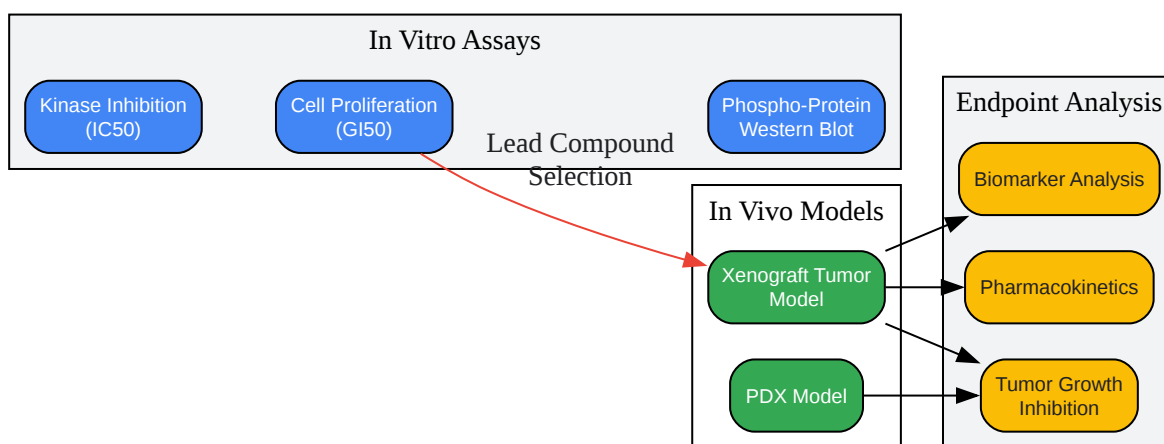 In Vitro Assays
Kinase Inhibition
(IC50)
Cell Proliferation
(GI50)
Phospho-Protein
Western Blot
Lead Compound
Selection
In Vivo Models
Xenograft Tumor
Model
PDX Model
Endpoint Analysis
Biomarker Analysis
Pharmacokinetics
Tumor Growth
Inhibition